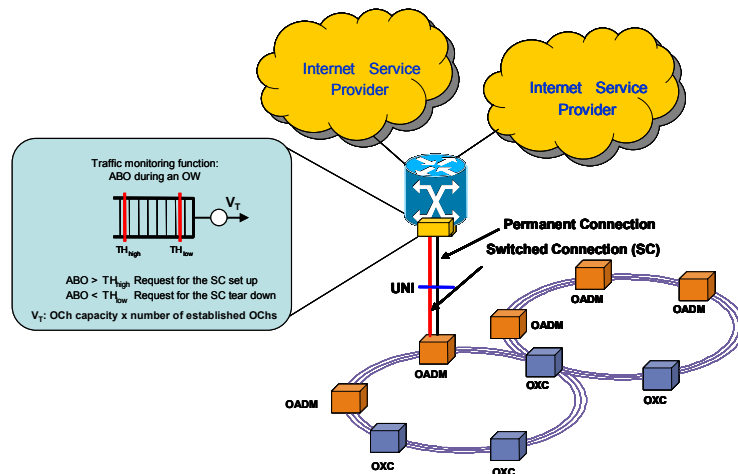 Internet Service
Provider
Internet Service
Provider
Traffic monitoring function:
ABO during an OW
V_T
TH_high
TH_low
ABO > TH_high Request for the SC set up
ABO < TH_low Request for the SC tear down
V_T: OCh capacity x number of established OChs
Permanent Connection
Switched Connection (SC)
UNI
OADM
OADM
OADM
OADM
OADM
OXC
OXC
OXC
OXC